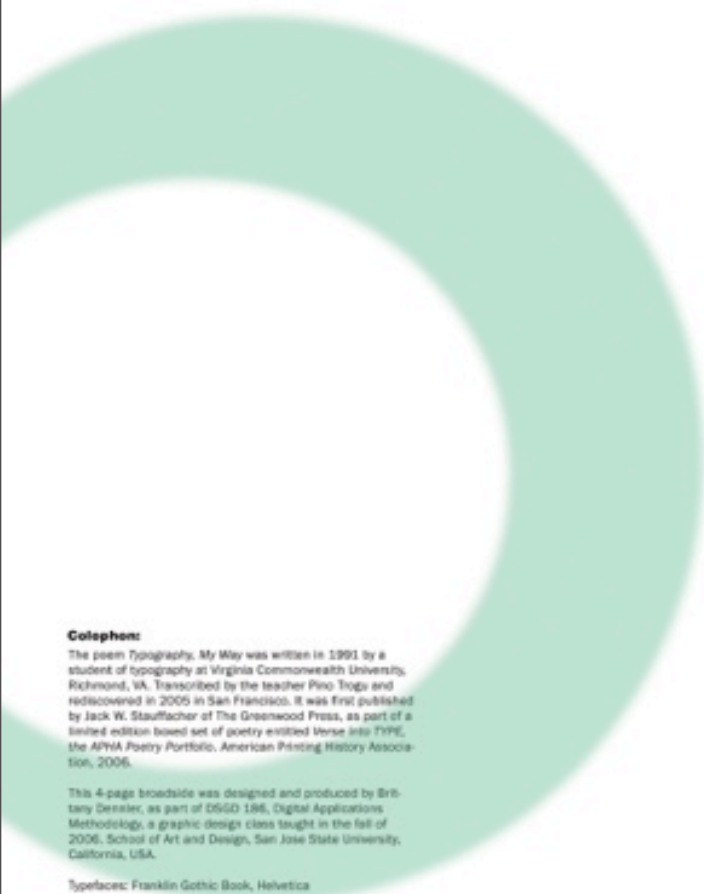 Colophon:
The poem Typography, My Way was written in 1991 by a
student of typography at Virginia Commonwealth University,
Richmond, VA. Transcribed by the teacher Pino Trogu and
rediscovered in 2005 in San Francisco. It was first published
by Jack W. Stauffacher of The Greenwood Press, as part of a
limited edition boxed set of poetry entitled Verse into TYPE,
the APHA Poetry Portfolio. American Printing History Associa-
tion, 2006.
This 4-page broadside was designed and produced by Brit-
tany Dennler, as part of DSGD 186, Digital Applications
Methodology, a graphic design class taught in the fall of
2006. School of Art and Design, San Jose State University,
California, USA.
Typefaces: Franklin Gothic Book, Helvetica